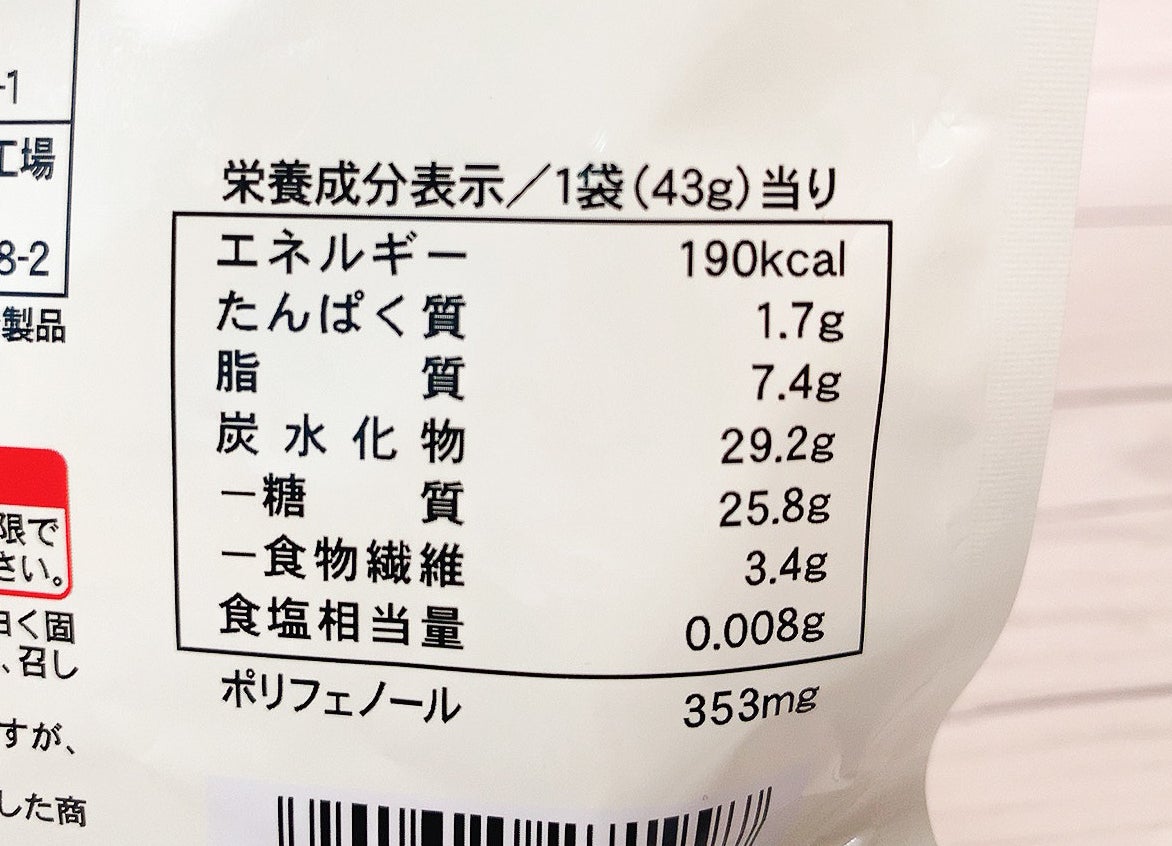 -1
工場
8-2
製品
限で
さい。
白く固
、召し
すが、
した商
栄養成分表示／1袋(43g)当り
エネルギー 190kcal
たんぱく質 1.7g
脂質 7.4g
炭水化物 29.2g
－糖質 25.8g
－食物繊維 3.4g
食塩相当量 0.008g
ポリフェノール 353mg